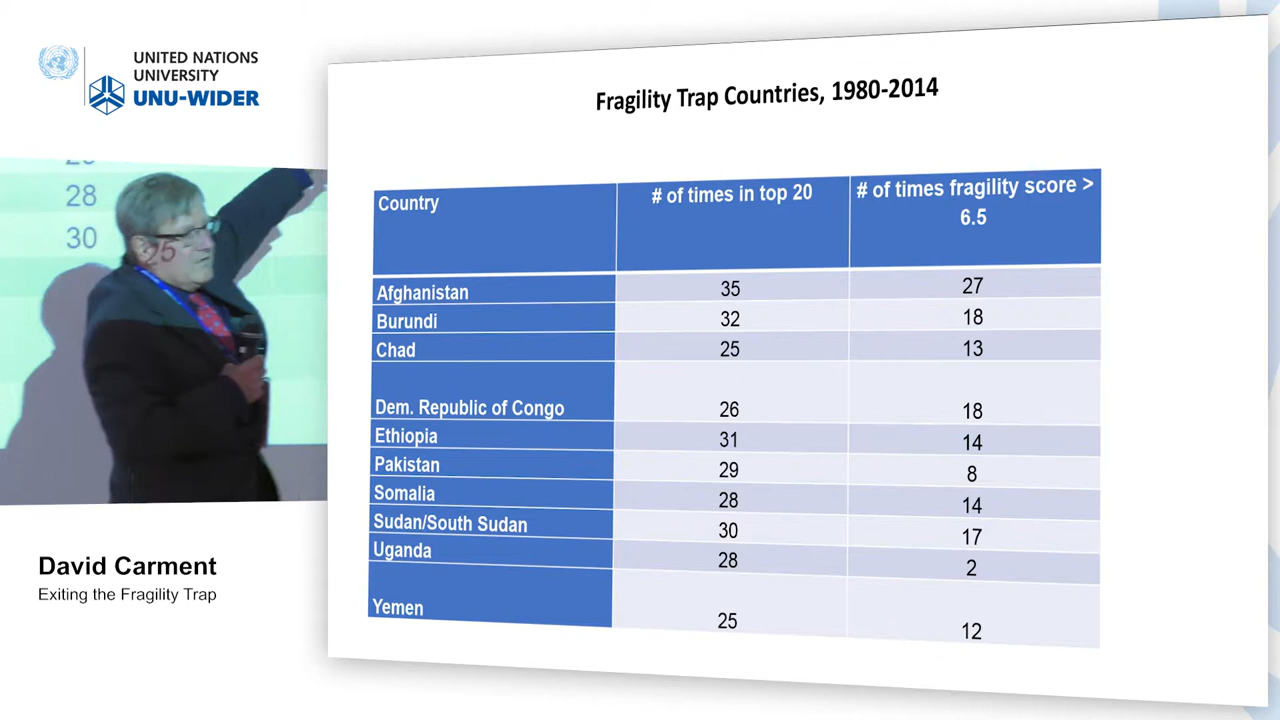 UNITED NATIONS
UNIVERSITY
UNU-WIDER
28
30
25
David Carment
Exiting the Fragility Trap
Fragility Trap Countries, 1980-2014
Country # of times in top 20 # of times fragility score >
6.5
Afghanistan 35 27
Burundi 32 18
Chad 25 13
Dem. Republic of Congo 26 18
Ethiopia 31 14
Pakistan 29 8
Somalia 28 14
Sudan/South Sudan 30 17
Uganda 28 2
Yemen 25 12